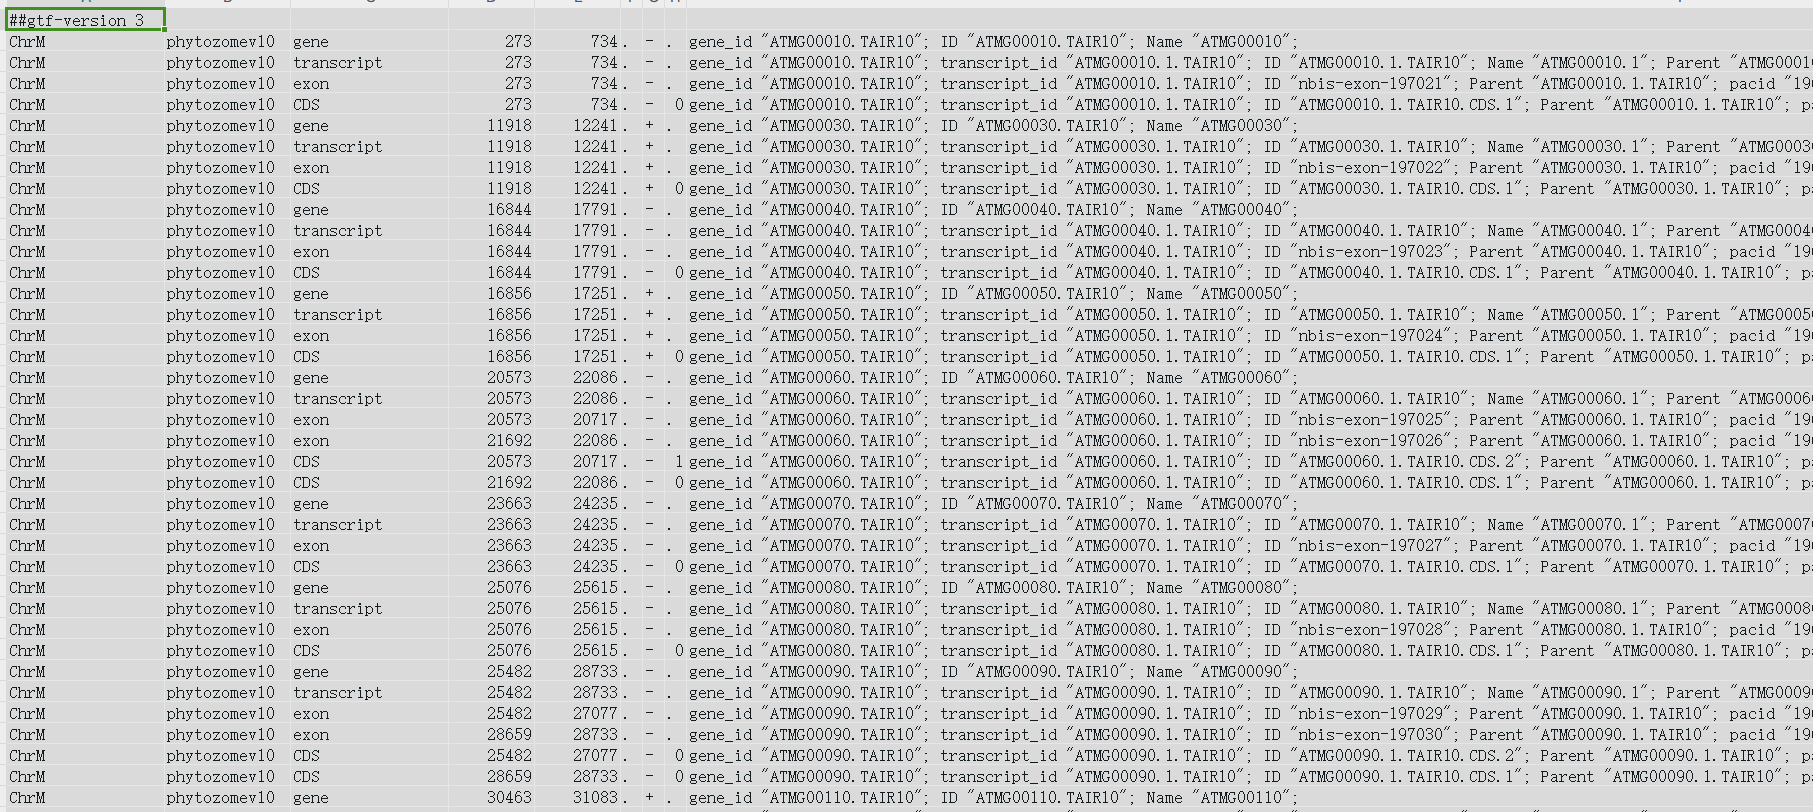 ##gtf-version 3
ChrM phytozomev10 gene 273 734 . - . gene_id "ATMG00010.TAIR10"; ID "ATMG00010.TAIR10"; Name "ATMG00010";
ChrM phytozomev10 transcript 273 734 . - . gene_id "ATMG00010.TAIR10"; transcript_id "ATMG00010.1.TAIR10"; ID "ATMG00010.1.TAIR10"; Name "ATMG00010.1"; Parent
ChrM phytozomev10 exon 273 734 . - . gene_id "ATMG00010.TAIR10"; transcript_id "ATMG00010.1.TAIR10"; ID "nbis-exon-197021"; Parent "ATMG00010.1.TAIR10"; pacid
ChrM phytozomev10 CDS 273 734 . - 0 gene_id "ATMG00010.TAIR10"; transcript_id "ATMG00010.1.TAIR10"; ID "ATMG00010.1.TAIR10.CDS.1"; Parent "ATMG00010.1.TAIR10";
ChrM phytozomev10 gene 11918 12241 . + . gene_id "ATMG00030.TAIR10"; ID "ATMG00030.TAIR10"; Name "ATMG00030";
ChrM phytozomev10 transcript 11918 12241 . + . gene_id "ATMG00030.TAIR10"; transcript_id "ATMG00030.1.TAIR10"; ID "ATMG00030.1.TAIR10"; Name "ATMG00030.1"; Parent
ChrM phytozomev10 exon 11918 12241 . + . gene_id "ATMG00030.TAIR10"; transcript_id "ATMG00030.1.TAIR10"; ID "nbis-exon-197022"; Parent "ATMG00030.1.TAIR10"; pacid
ChrM phytozomev10 CDS 11918 12241 . + 0 gene_id "ATMG00030.TAIR10"; transcript_id "ATMG00030.1.TAIR10"; ID "ATMG00030.1.TAIR10.CDS.1"; Parent "ATMG00030.1.TAIR10";
ChrM phytozomev10 gene 16844 17791 . - . gene_id "ATMG00040.TAIR10"; ID "ATMG00040.TAIR10"; Name "ATMG00040";
ChrM phytozomev10 transcript 16844 17791 . - . gene_id "ATMG00040.TAIR10"; transcript_id "ATMG00040.1.TAIR10"; ID "ATMG00040.1.TAIR10"; Name "ATMG00040.1"; Parent
ChrM phytozomev10 exon 16844 17791 . - . gene_id "ATMG00040.TAIR10"; transcript_id "ATMG00040.1.TAIR10"; ID "nbis-exon-197023"; Parent "ATMG00040.1.TAIR10"; pacid
ChrM phytozomev10 CDS 16844 17791 . - 0 gene_id "ATMG00040.TAIR10"; transcript_id "ATMG00040.1.TAIR10"; ID "ATMG00040.1.TAIR10.CDS.1"; Parent "ATMG00040.1.TAIR10";
ChrM phytozomev10 gene 16856 17251 . + . gene_id "ATMG00050.TAIR10"; ID "ATMG00050.TAIR10"; Name "ATMG00050";
ChrM phytozomev10 transcript 16856 17251 . + . gene_id "ATMG00050.TAIR10"; transcript_id "ATMG00050.1.TAIR10"; ID "ATMG00050.1.TAIR10"; Name "ATMG00050.1"; Parent
ChrM phytozomev10 exon 16856 17251 . + . gene_id "ATMG00050.TAIR10"; transcript_id "ATMG00050.1.TAIR10"; ID "nbis-exon-197024"; Parent "ATMG00050.1.TAIR10"; pacid
ChrM phytozomev10 CDS 16856 17251 . + 0 gene_id "ATMG00050.TAIR10"; transcript_id "ATMG00050.1.TAIR10"; ID "ATMG00050.1.TAIR10.CDS.1"; Parent "ATMG00050.1.TAIR10";
ChrM phytozomev10 gene 20573 22086 . - . gene_id "ATMG00060.TAIR10"; ID "ATMG00060.TAIR10"; Name "ATMG00060";
ChrM phytozomev10 transcript 20573 22086 . - . gene_id "ATMG00060.TAIR10"; transcript_id "ATMG00060.1.TAIR10"; ID "ATMG00060.1.TAIR10"; Name "ATMG00060.1"; Parent
ChrM phytozomev10 exon 20573 20717 . - . gene_id "ATMG00060.TAIR10"; transcript_id "ATMG00060.1.TAIR10"; ID "nbis-exon-197025"; Parent "ATMG00060.1.TAIR10"; pacid
ChrM phytozomev10 exon 21692 22086 . - . gene_id "ATMG00060.TAIR10"; transcript_id "ATMG00060.1.TAIR10"; ID "nbis-exon-197026"; Parent "ATMG00060.1.TAIR10"; pacid
ChrM phytozomev10 CDS 20573 20717 . - 1 gene_id "ATMG00060.TAIR10"; transcript_id "ATMG00060.1.TAIR10"; ID "ATMG00060.1.TAIR10.CDS.2"; Parent "ATMG00060.1.TAIR10";
ChrM phytozomev10 CDS 21692 22086 . - 0 gene_id "ATMG00060.TAIR10"; transcript_id "ATMG00060.1.TAIR10"; ID "ATMG00060.1.TAIR10.CDS.1"; Parent "ATMG00060.1.TAIR10";
ChrM phytozomev10 gene 23663 24235 . - . gene_id "ATMG00070.TAIR10"; ID "ATMG00070.TAIR10"; Name "ATMG00070";
ChrM phytozomev10 transcript 23663 24235 . - . gene_id "ATMG00070.TAIR10"; transcript_id "ATMG00070.1.TAIR10"; ID "ATMG00070.1.TAIR10"; Name "ATMG00070.1"; Parent
ChrM phytozomev10 exon 23663 24235 . - . gene_id "ATMG00070.TAIR10"; transcript_id "ATMG00070.1.TAIR10"; ID "nbis-exon-197027"; Parent "ATMG00070.1.TAIR10"; pacid
ChrM phytozomev10 CDS 23663 24235 . - 0 gene_id "ATMG00070.TAIR10"; transcript_id "ATMG00070.1.TAIR10"; ID "ATMG00070.1.TAIR10.CDS.1"; Parent "ATMG00070.1.TAIR10";
ChrM phytozomev10 gene 25076 25615 . - . gene_id "ATMG00080.TAIR10"; ID "ATMG00080.TAIR10"; Name "ATMG00080";
ChrM phytozomev10 transcript 25076 25615 . - . gene_id "ATMG00080.TAIR10"; transcript_id "ATMG00080.1.TAIR10"; ID "ATMG00080.1.TAIR10"; Name "ATMG00080.1"; Parent
ChrM phytozomev10 exon 25076 25615 . - . gene_id "ATMG00080.TAIR10"; transcript_id "ATMG00080.1.TAIR10"; ID "nbis-exon-197028"; Parent "ATMG00080.1.TAIR10"; pacid
ChrM phytozomev10 CDS 25076 25615 . - 0 gene_id "ATMG00080.TAIR10"; transcript_id "ATMG00080.1.TAIR10"; ID "ATMG00080.1.TAIR10.CDS.1"; Parent "ATMG00080.1.TAIR10";
ChrM phytozomev10 gene 25482 28733 . - . gene_id "ATMG00090.TAIR10"; ID "ATMG00090.TAIR10"; Name "ATMG00090";
ChrM phytozomev10 transcript 25482 28733 . - . gene_id "ATMG00090.TAIR10"; transcript_id "ATMG00090.1.TAIR10"; ID "ATMG00090.1.TAIR10"; Name "ATMG00090.1"; Parent
ChrM phytozomev10 exon 25482 27077 . - . gene_id "ATMG00090.TAIR10"; transcript_id "ATMG00090.1.TAIR10"; ID "nbis-exon-197029"; Parent "ATMG00090.1.TAIR10"; pacid
ChrM phytozomev10 exon 28659 28733 . - . gene_id "ATMG00090.TAIR10"; transcript_id "ATMG00090.1.TAIR10"; ID "nbis-exon-197030"; Parent "ATMG00090.1.TAIR10"; pacid
ChrM phytozomev10 CDS 25482 27077 . - 0 gene_id "ATMG00090.TAIR10"; transcript_id "ATMG00090.1.TAIR10"; ID "ATMG00090.1.TAIR10.CDS.2"; Parent "ATMG00090.1.TAIR10";
ChrM phytozomev10 CDS 28659 28733 . - 0 gene_id "ATMG00090.TAIR10"; transcript_id "ATMG00090.1.TAIR10"; ID "ATMG00090.1.TAIR10.CDS.1"; Parent "ATMG00090.1.TAIR10";
ChrM phytozomev10 gene 30463 31083 . + . gene_id "ATMG00110.TAIR10"; ID "ATMG00110.TAIR10"; Name "ATMG00110";